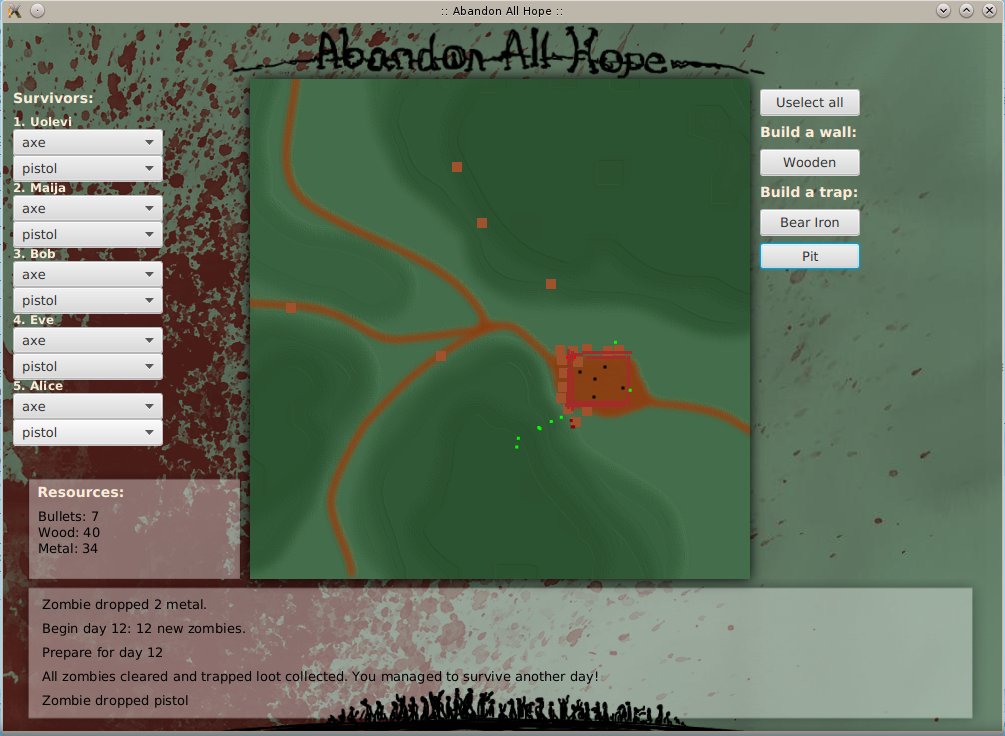 :: Abandon All Hope ::
Abandon All Hope
Survivors:
1. Uolevi
axe
pistol
2. Maija
axe
pistol
3. Bob
axe
pistol
4. Eve
axe
pistol
5. Alice
axe
pistol
Uselect all
Build a wall:
Wooden
Build a trap:
Bear Iron
Pit
Resources:
Bullets: 7
Wood: 40
Metal: 34
Zombie dropped 2 metal.
Begin day 12: 12 new zombies.
Prepare for day 12
All zombies cleared and trapped loot collected. You managed to survive another day!
Zombie dropped pistol